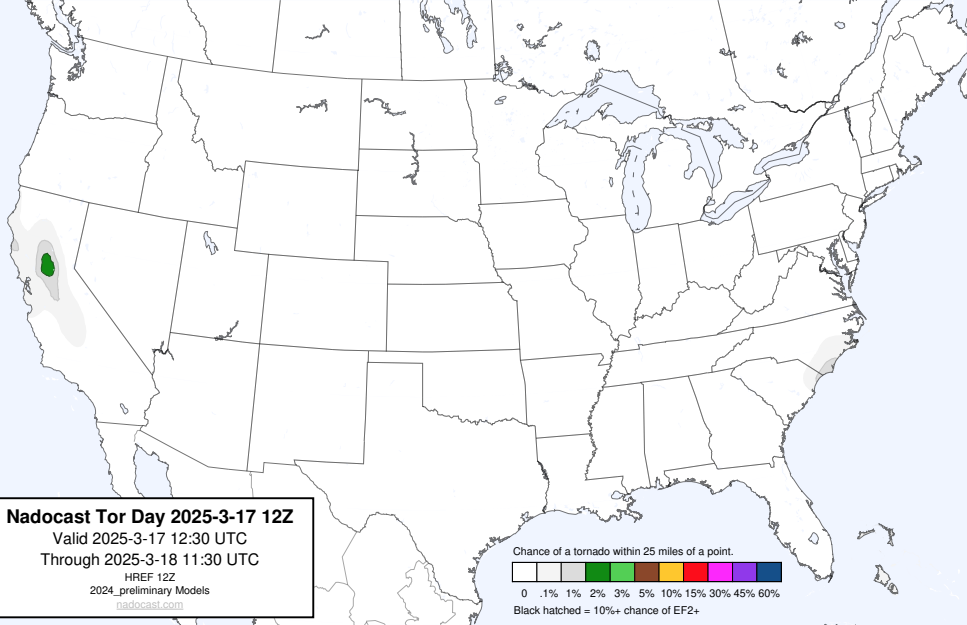 Nadocast Tor Day 2025-3-17 12Z
Valid 2025-3-17 12:30 UTC
Through 2025-3-18 11:30 UTC
HREF 12Z
2024_preliminary Models
nadocast.com
Chance of a tornado within 25 miles of a point.
0 .1% 1% 2% 3% 5% 10% 15% 30% 45% 60%
Black hatched = 10%+ chance of EF2+